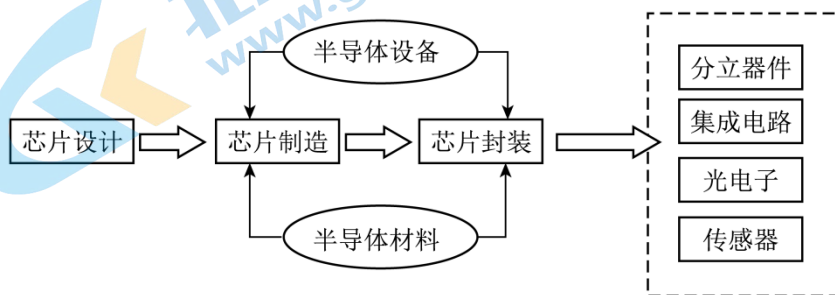 半导体设备
分立器件
集成电路
芯片设计
芯片制造
芯片封装
光电子
半导体材料
传感器